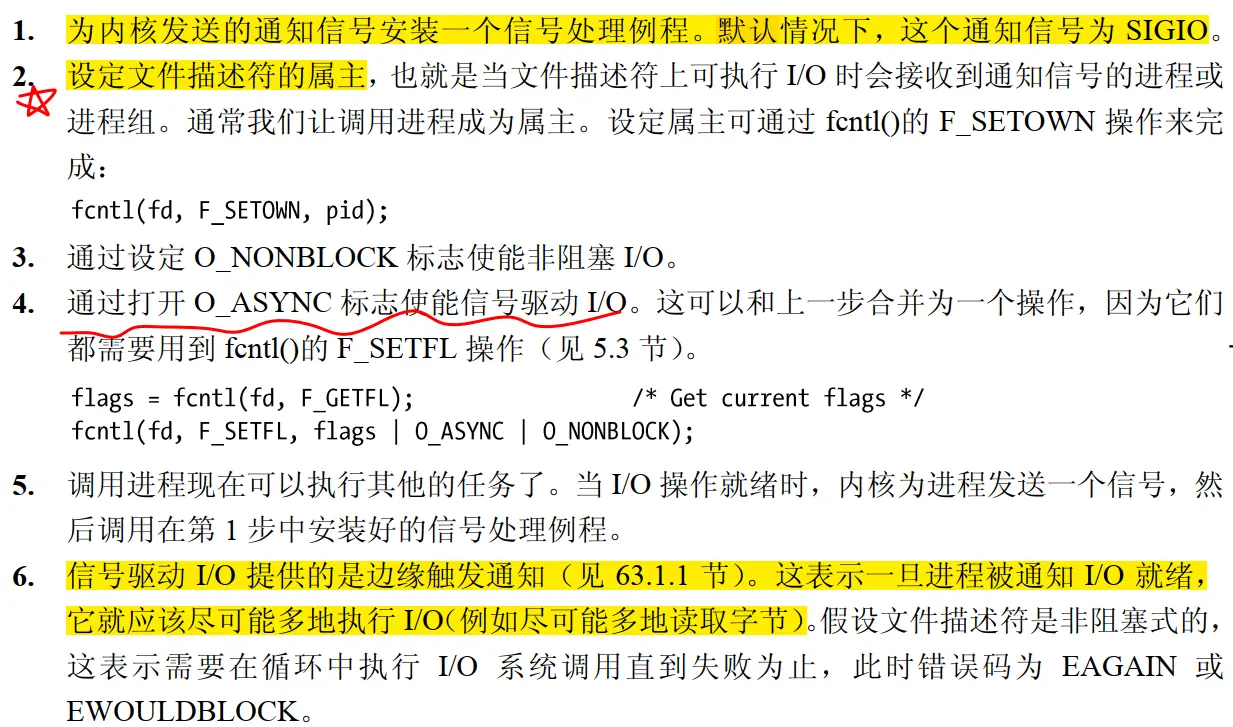 1. 为内核发送的通知信号安装一个信号处理例程。默认情况下，这个通知信号为 SIGIO。
2. 设定文件描述符的属主，也就是当文件描述符上可执行 I/O 时会接收到通知信号的进程或
进程组。通常我们让调用进程成为属主。设定属主可通过 fcntl()的 F_SETOWN 操作来完
成：
fcntl(fd, F_SETOWN, pid);
3. 通过设定 O_NONBLOCK 标志使能非阻塞 I/O。
4. 通过打开 O_ASYNC 标志使能信号驱动 I/O。这可以和上一步合并为一个操作，因为它们
都需要用到 fcntl()的 F_SETFL 操作（见 5.3 节）。
flags = fcntl(fd, F_GETFL); /* Get current flags */
fcntl(fd, F_SETFL, flags | O_ASYNC | O_NONBLOCK);
5. 调用进程现在可以执行其他的任务了。当 I/O 操作就绪时，内核为进程发送一个信号，然
后调用在第 1 步中安装好的信号处理例程。
6. 信号驱动 I/O 提供的是边缘触发通知（见 63.1.1 节）。这表示一旦进程被通知 I/O 就绪，
它就应该尽可能多地执行 I/O（例如尽可能多地读取字节）。假设文件描述符是非阻塞式的，
这表示需要在循环中执行 I/O 系统调用直到失败为止，此时错误码为 EAGAIN 或
EWOULDBLOCK。